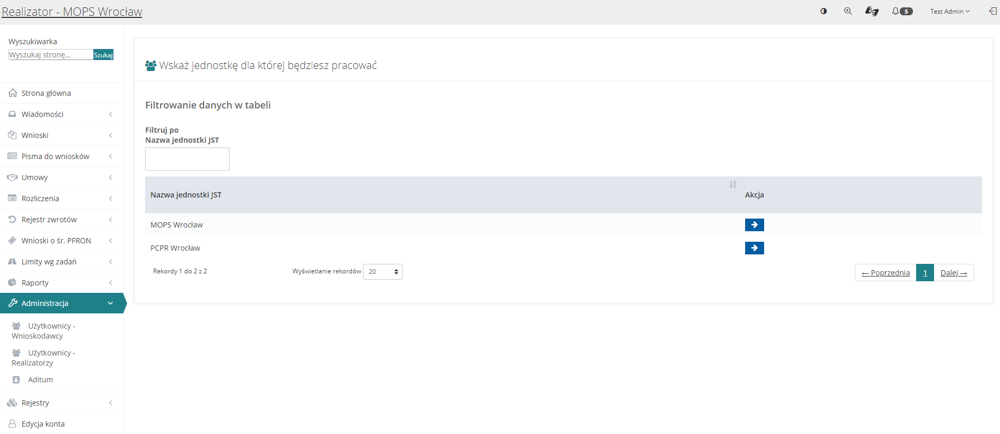 Realizator - MOPS Wrocław
5
Test Admin
Wyszukiwarka
Wyszukaj stronę...
Szukaj
Strona główna
Wiadomości
Wnioski
Pisma do wniosków
Umowy
Rozliczenia
Rejestr zwrotów
Wnioski o śr. PFRON
Limity wg zadań
Raporty
Administracja
Użytkownicy -
Wnioskodawcy
Użytkownicy -
Realizatorzy
Aditum
Rejestry
Edycja konta
Wskaż jednostkę dla której będziesz pracować
Filtrowanie danych w tabeli
Filtruj po
Nazwa jednostki JST
Nazwa jednostki JST
Akcja
MOPS Wrocław
PCPR Wrocław
Rekordy 1 do 2 z 2
Wyświetlanie rekordów 20
← Poprzednia 1 Dalej →